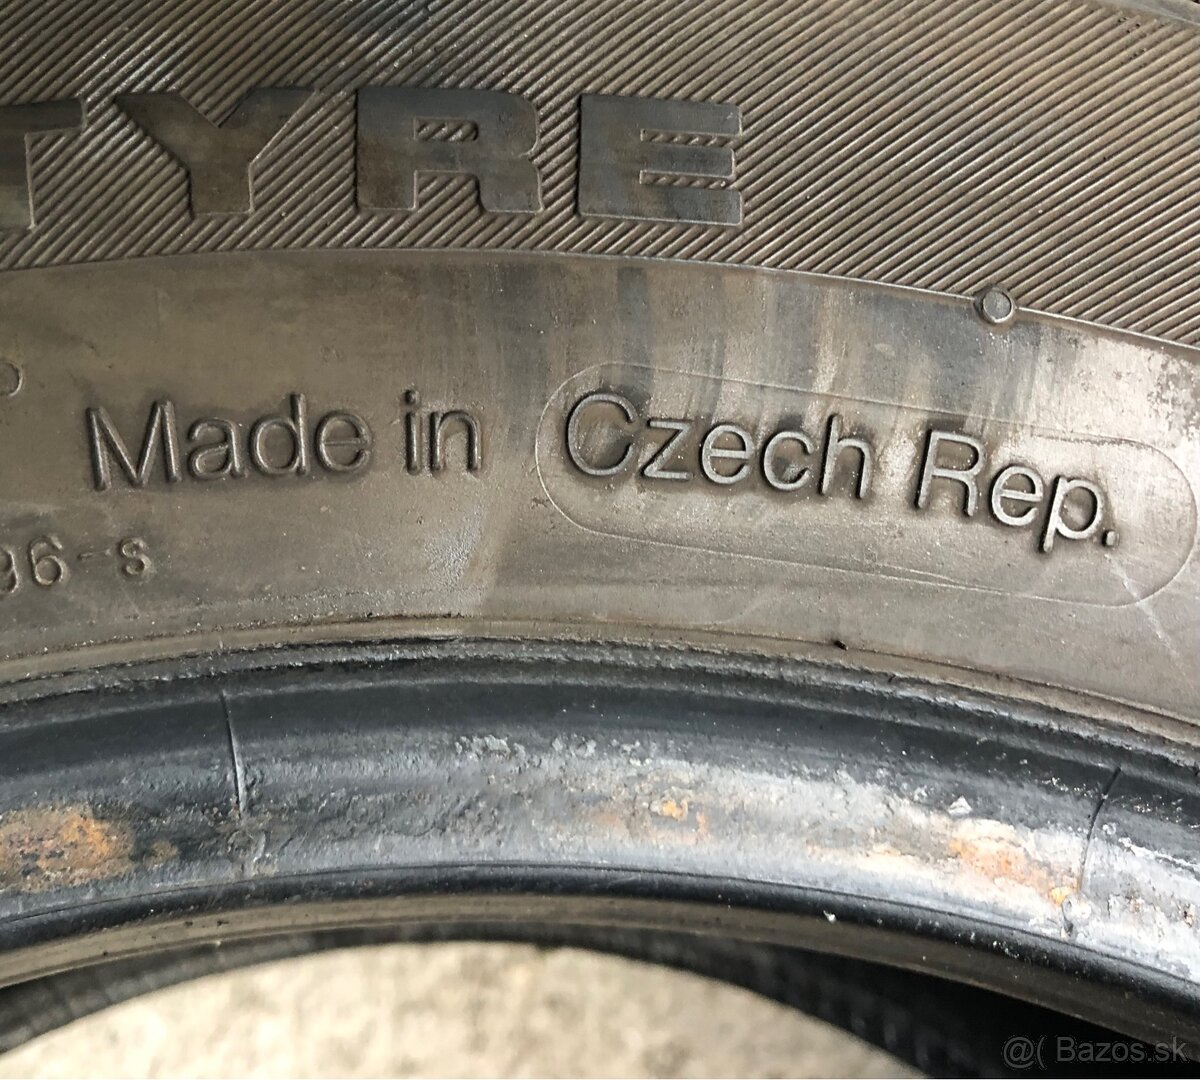 TYRE
Made in Czech Rep.
96-s
@( Bazos.sk